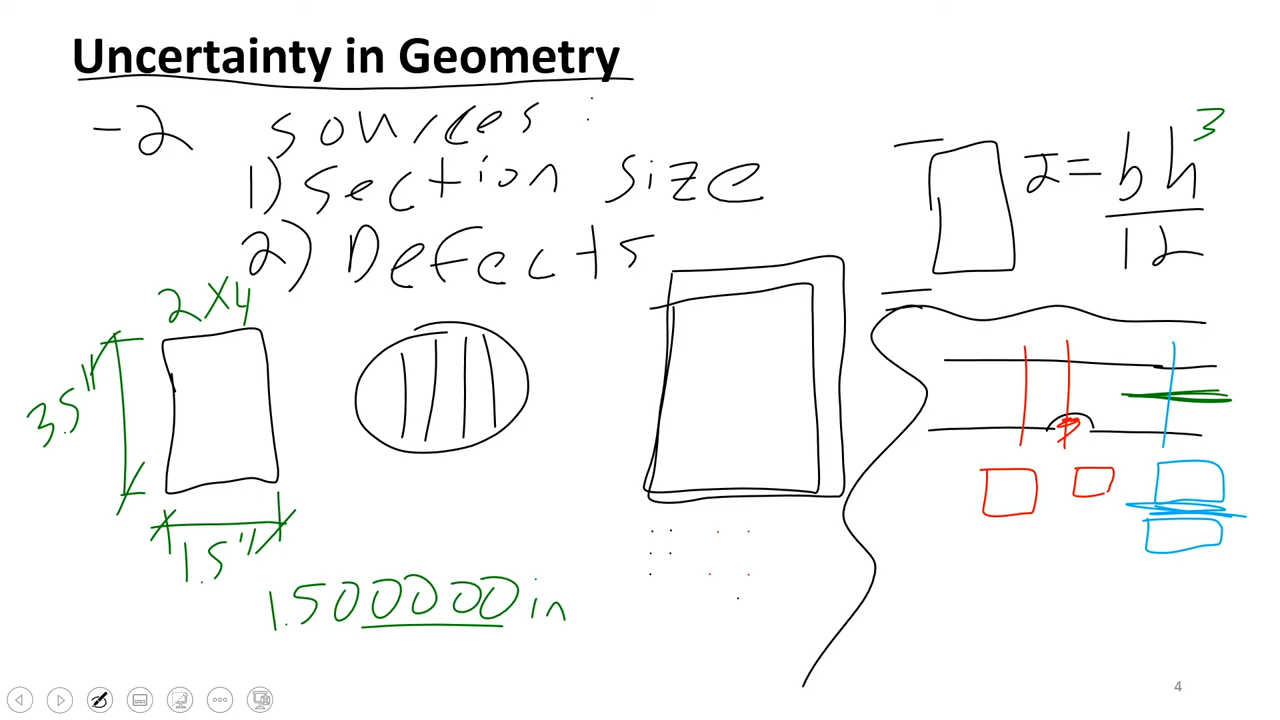 Uncertainty in Geometry
- 2 sources:
1) section size
2) Defects
I = bh³
12
2x4
3.5"
1.5"
1.5000000 in
4